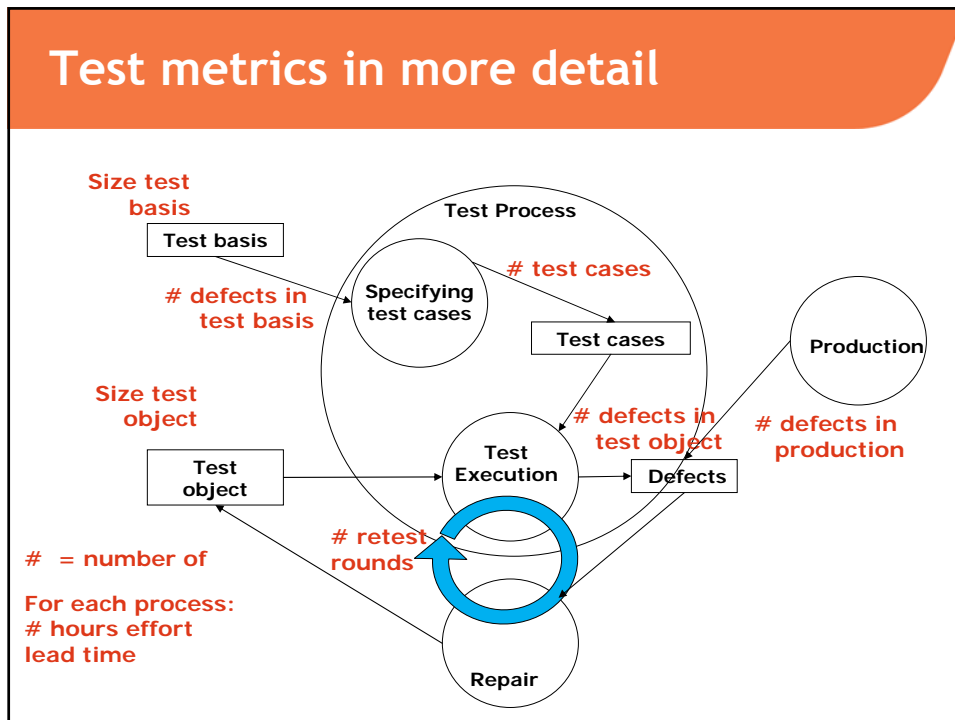 Test metrics in more detail
Size test
basis
Test Process
Test basis
# test cases
# defects in
test basis
Specifying
test cases
Test cases
Production
Size test
object
# defects in
test object
# defects in
production
Test
Execution
Test
object
Defects
# retest
rounds
# = number of
For each process:
# hours effort
lead time
Repair